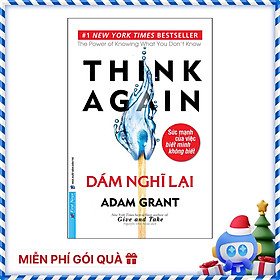 #1 NEW YORK TIMES BESTSELLER
The Power of Knowing What You Don't Know
THINK
AGAIN
Sức mạnh của việc
biết mình
không biết
DÁM NGHĨ LẠI
ADAM GRANT
New York Times bestselling author of
Give and Take
First News
MIỄN PHÍ GÓI QUÀ